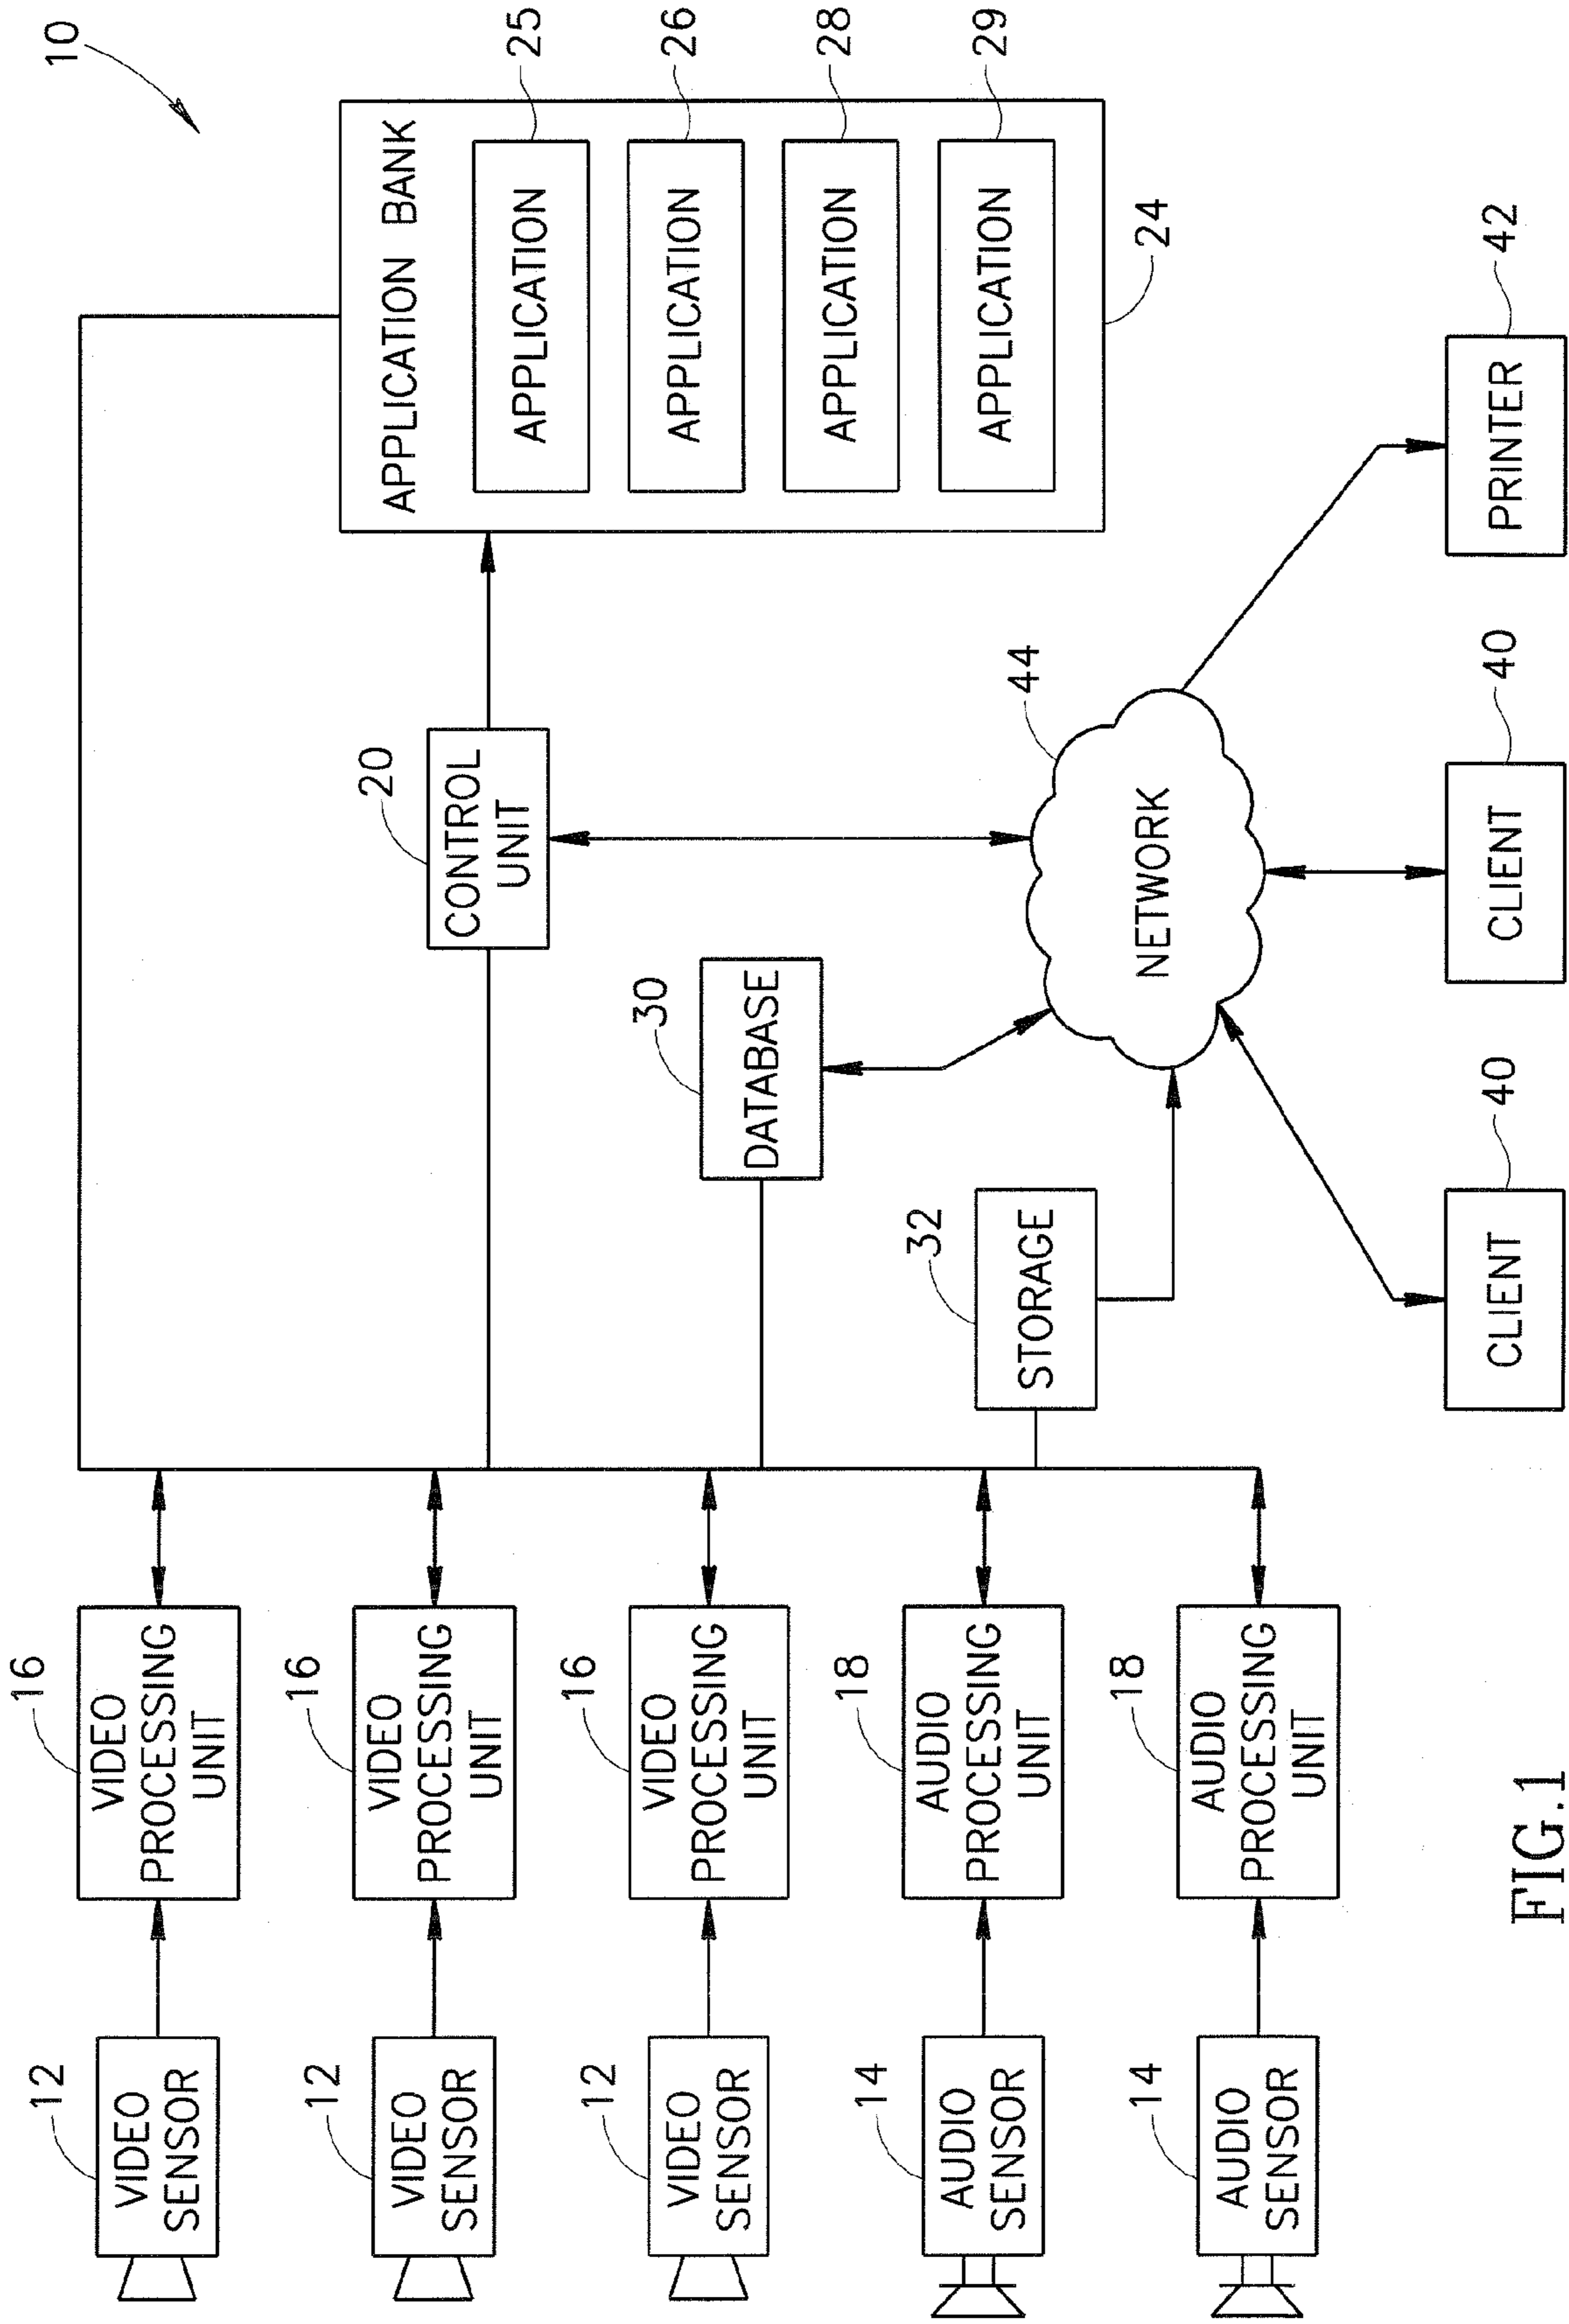 10
12
VIDEO
SENSOR
16
VIDEO
PROCESSING
UNIT
12
VIDEO
SENSOR
16
VIDEO
PROCESSING
UNIT
12
VIDEO
SENSOR
16
VIDEO
PROCESSING
UNIT
14
AUDIO
SENSOR
18
AUDIO
PROCESSING
UNIT
14
AUDIO
SENSOR
18
AUDIO
PROCESSING
UNIT
20
CONTROL
UNIT
30
DATABASE
32
STORAGE
APPLICATION BANK
APPLICATION
25
APPLICATION
26
APPLICATION
28
APPLICATION
29
24
44
NETWORK
CLIENT
40
CLIENT
40
PRINTER
42
FIG.1